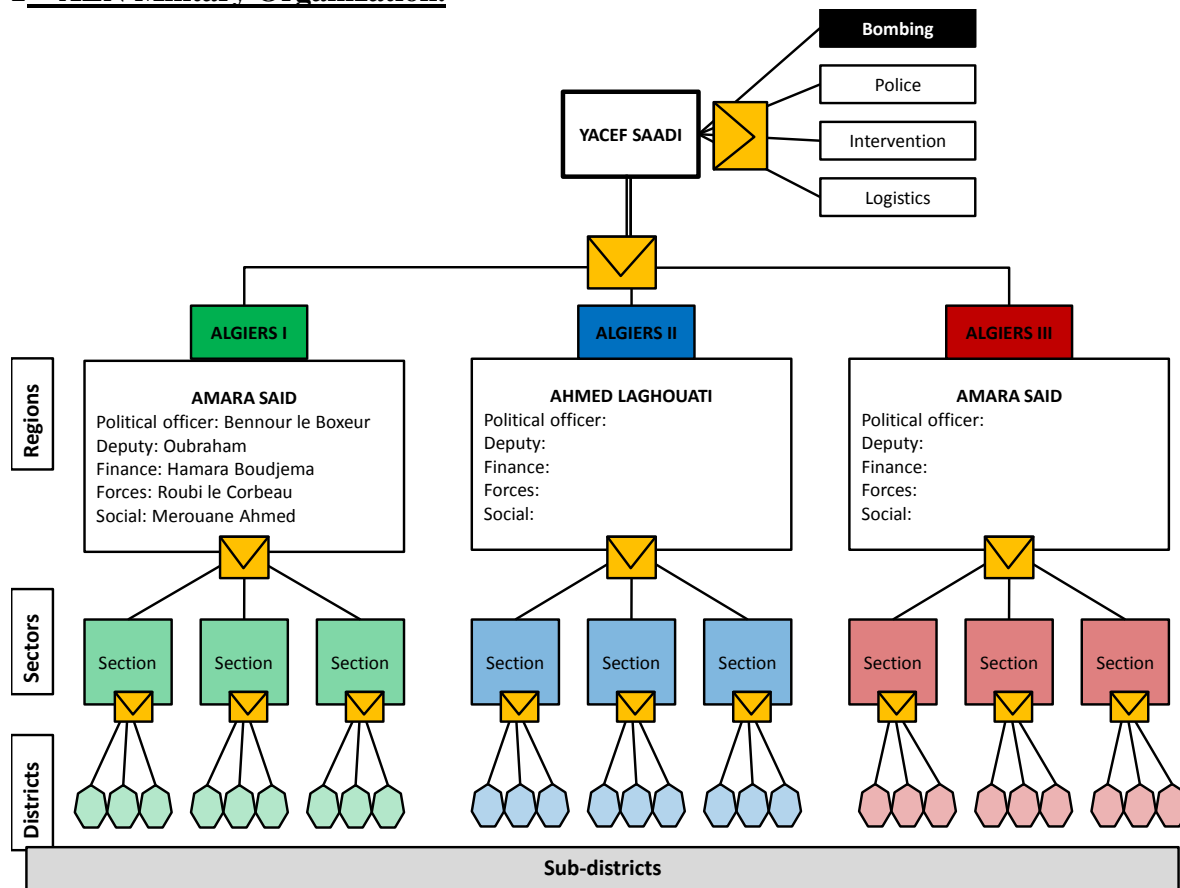 Bombing
Police
YACEF SAADI
Intervention
Logistics
ALGIERS I
ALGIERS II
ALGIERS III
Regions
AMARA SAID
Political officer: Bennour le Boxeur
Deputy: Oubraham
Finance: Hamara Boudjema
Forces: Roubi le Corbeau
Social: Merouane Ahmed
AHMED LAGHOUATI
Political officer:
Deputy:
Finance:
Forces:
Social:
AMARA SAID
Political officer:
Deputy:
Finance:
Forces:
Social:
Sectors
Section
Section
Section
Section
Section
Section
Section
Section
Section
Districts
Sub-districts